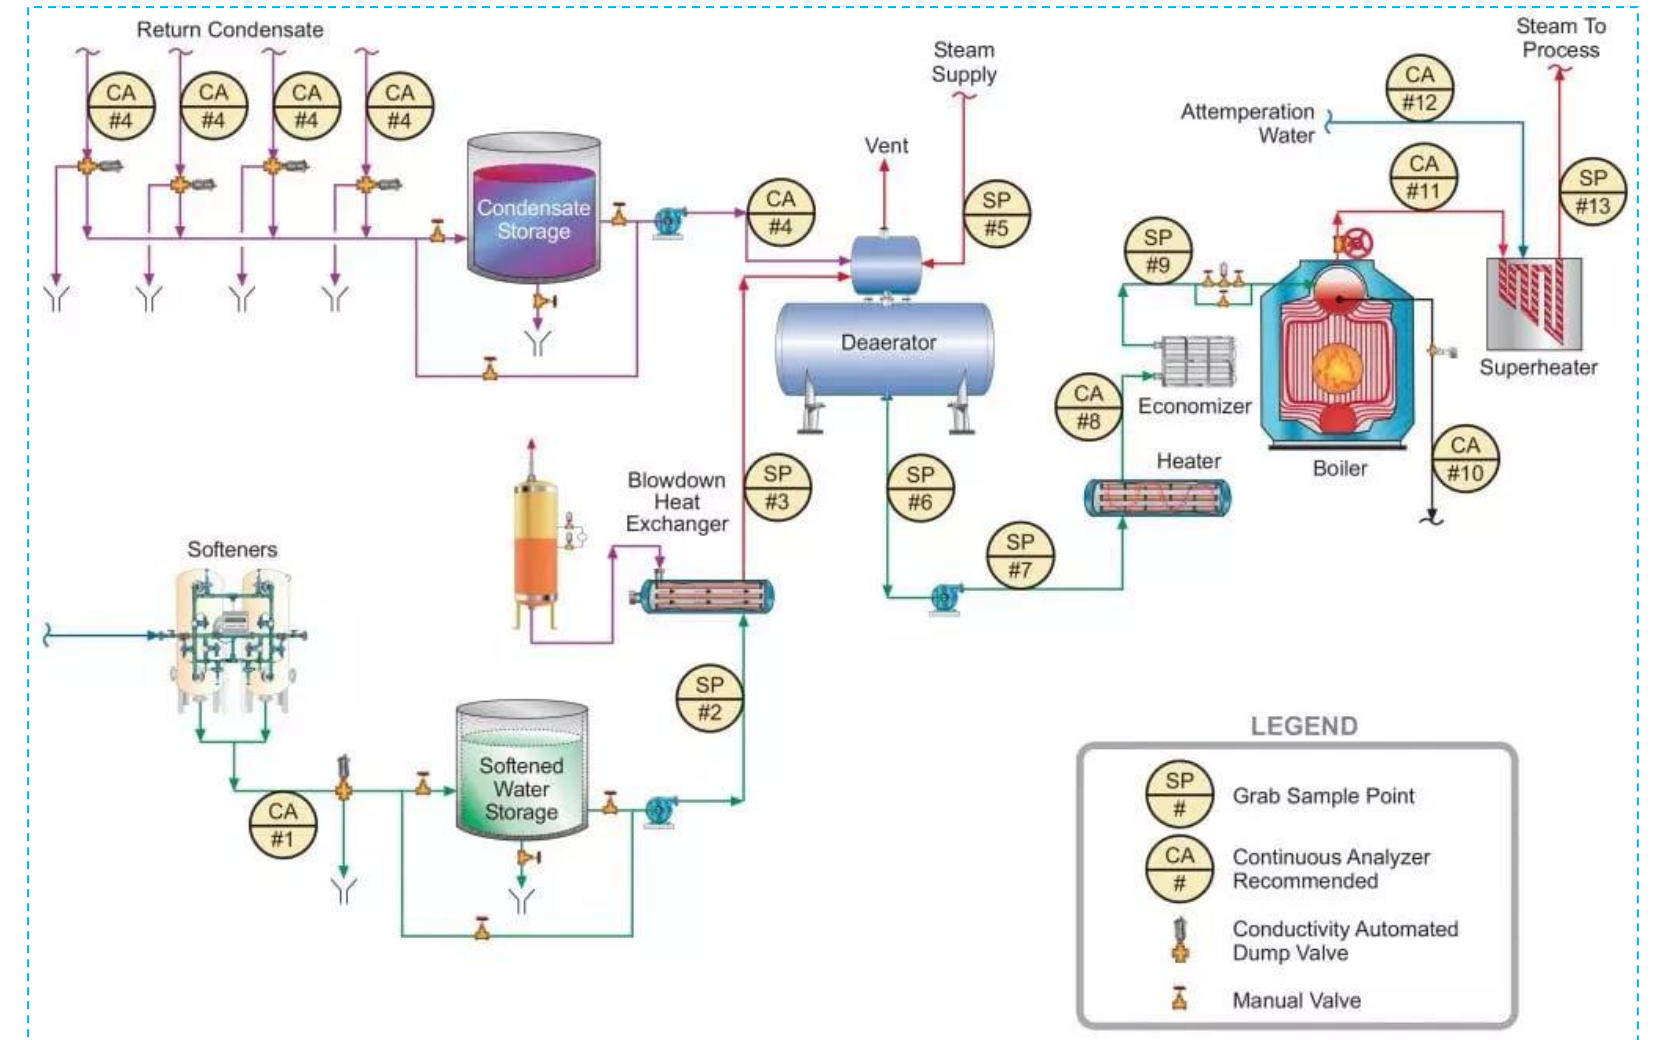 Return Condensate
CA
#4
CA
#4
CA
#4
CA
#4
Condensate
Storage
CA
#4
Vent
Steam
Supply
SP
#5
Deaerator
Attemperation
Water
CA
#12
Steam To
Process
CA
#11
SP
#13
SP
#9
Superheater
Economizer
CA
#8
Boiler
CA
#10
Heater
SP
#6
SP
#7
SP
#3
Blowdown
Heat
Exchanger
Softeners
SP
#2
Softened
Water
Storage
CA
#1
LEGEND
SP
#
Grab Sample Point
CA
#
Continuous Analyzer
Recommended
Conductivity Automated
Dump Valve
Manual Valve